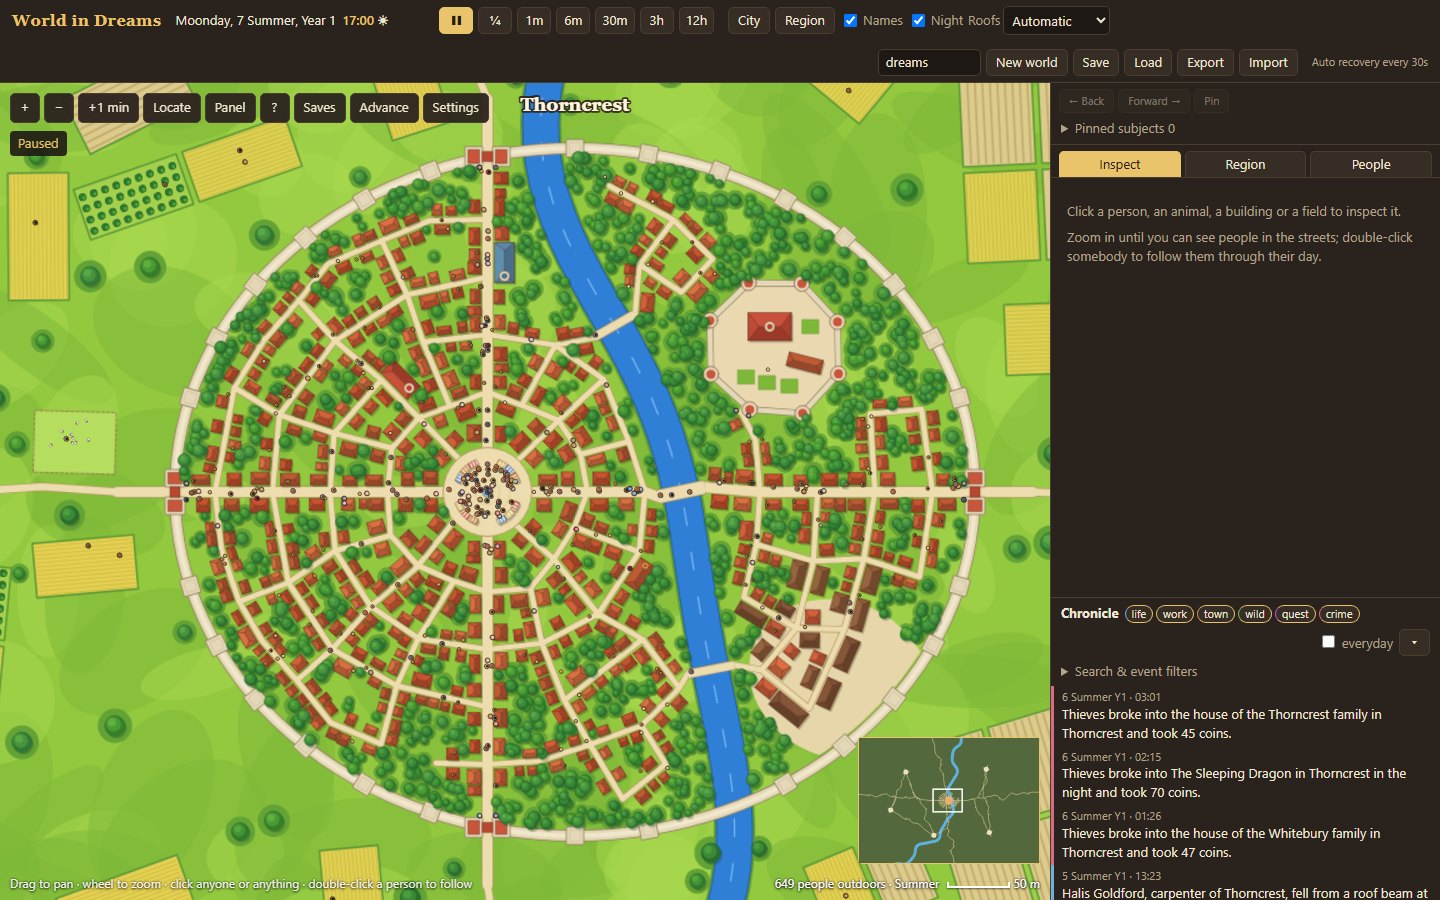 World in Dreams Moonday, 7 Summer, Year 1 17:00 ¼ 1m 6m 30m 3h 12h City Region Names Night Roofs Automatic
dreams New world Save Load Export Import Auto recovery every 30s
+ − +1 min Locate Panel ? Saves Advance Settings
Paused
Thorncrest
← Back Forward → Pin
Pinned subjects 0
Inspect Region People
Click a person, an animal, a building or a field to inspect it.
Zoom in until you can see people in the streets; double-click
somebody to follow them through their day.
Chronicle life work town wild quest crime
everyday
Search & event filters
6 Summer Y1 · 03:01
Thieves broke into the house of the Thorncrest family in
Thorncrest and took 45 coins.
6 Summer Y1 · 02:15
Thieves broke into The Sleeping Dragon in Thorncrest in the
night and took 70 coins.
6 Summer Y1 · 01:26
Thieves broke into the house of the Whitebury family in
Thorncrest and took 47 coins.
5 Summer Y1 · 13:23
Halis Goldford, carpenter of Thorncrest, fell from a roof beam at
Drag to pan · wheel to zoom · click anyone or anything · double-click a person to follow
649 people outdoors · Summer 50 m